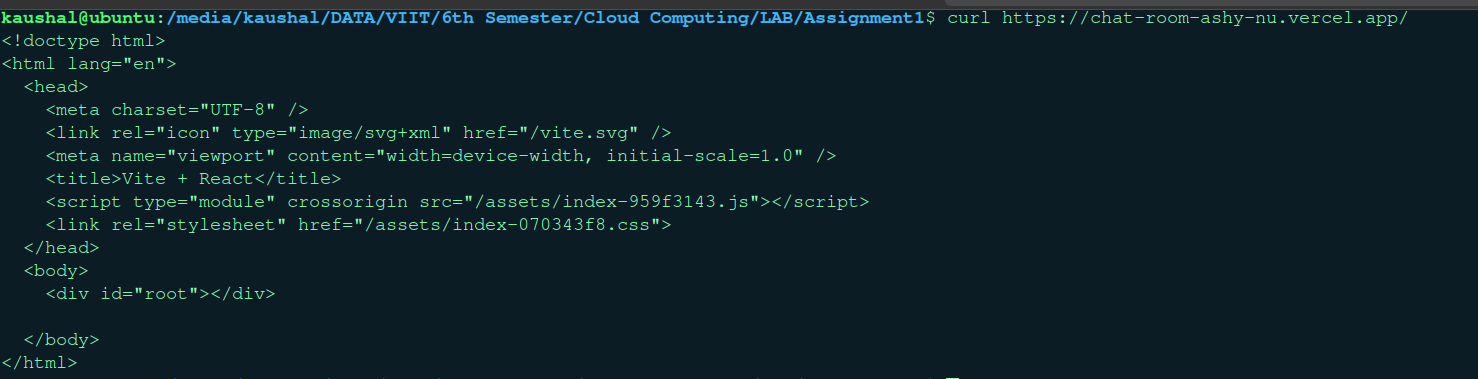 kaushal@ubuntu:/media/kaushal/DATA/VIIT/6th Semester/Cloud Computing/LAB/Assignment1$ curl https://chat-room-ashy-nu.vercel.app/
<!doctype html>
<html lang="en">
  <head>
    <meta charset="UTF-8" />
    <link rel="icon" type="image/svg+xml" href="/vite.svg" />
    <meta name="viewport" content="width=device-width, initial-scale=1.0" />
    <title>Vite + React</title>
    <script type="module" crossorigin src="/assets/index-959f3143.js"></script>
    <link rel="stylesheet" href="/assets/index-070343f8.css">
  </head>
  <body>
    <div id="root"></div>

  </body>
</html>